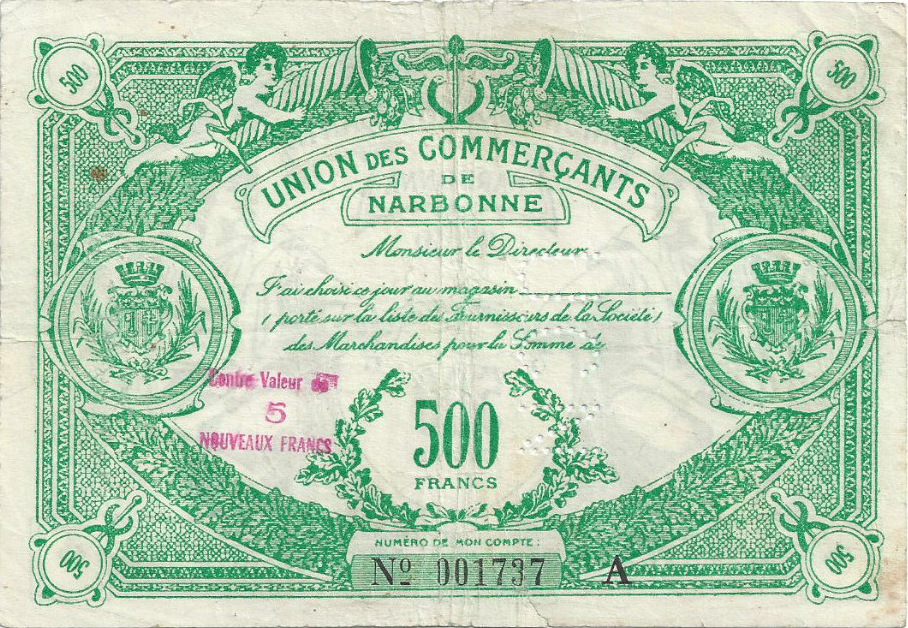 500
500
UNION DES COMMERÇANTS
DE
NARBONNE
Monsieur le Directeur
J'ai choisi ce jour au magasin
(porté sur la liste du Fournisseurs de la Société)
des Marchandises pour la Somme de
Contre Valeur
5
NOUVEAUX FRANCS
500
FRANCS
NUMÉRO DE MON COMPTE :
500
Nº 001737 A
500